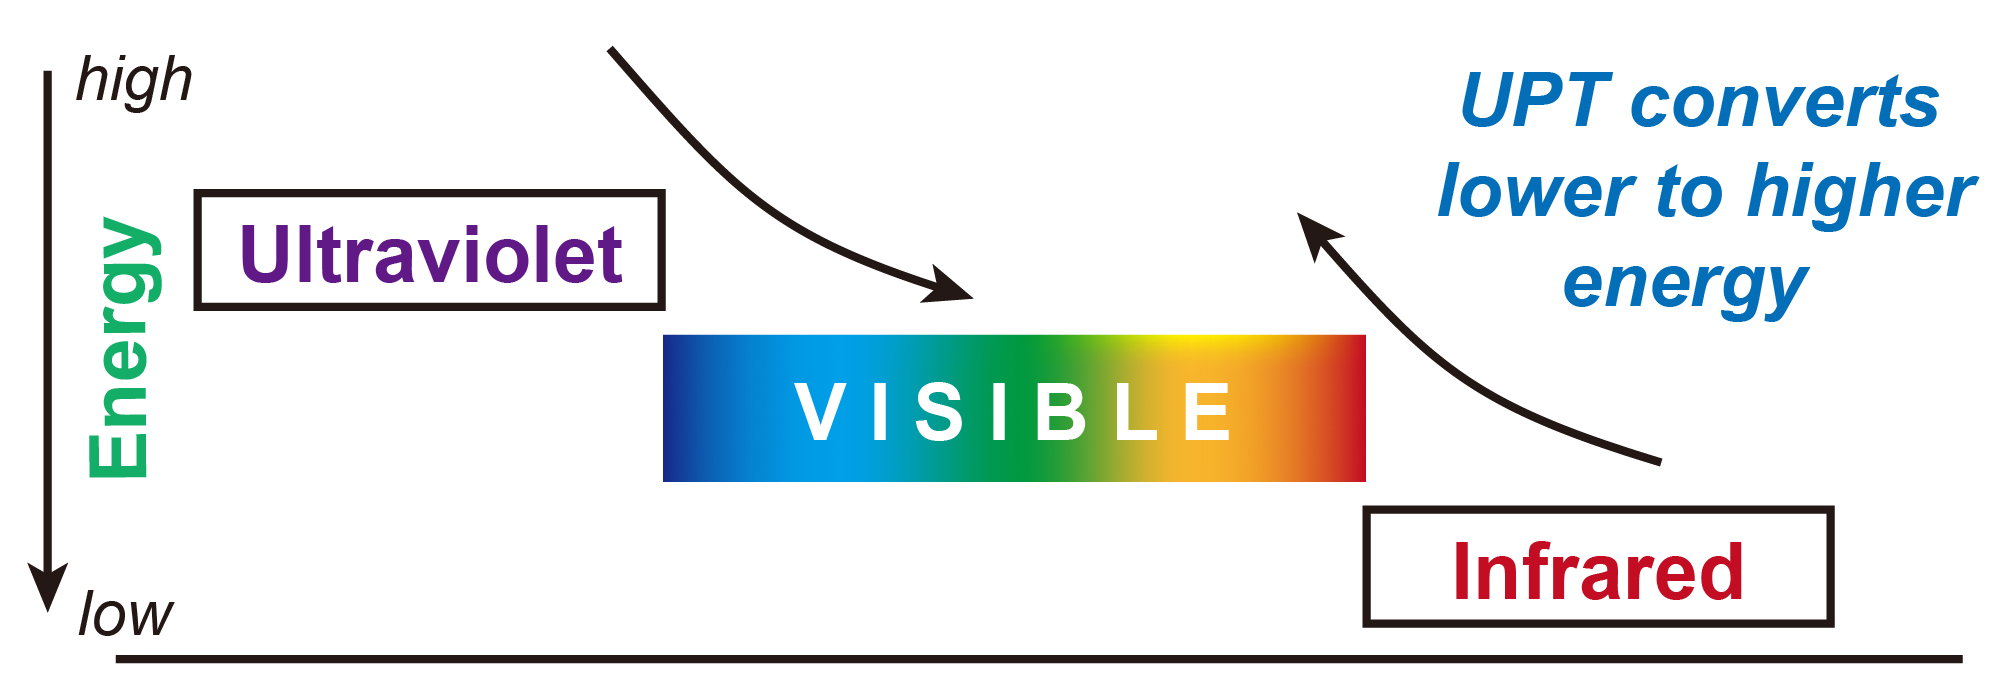 high
Energy
low
Ultraviolet
VISIBLE
Infrared
UPT converts
lower to higher
energy